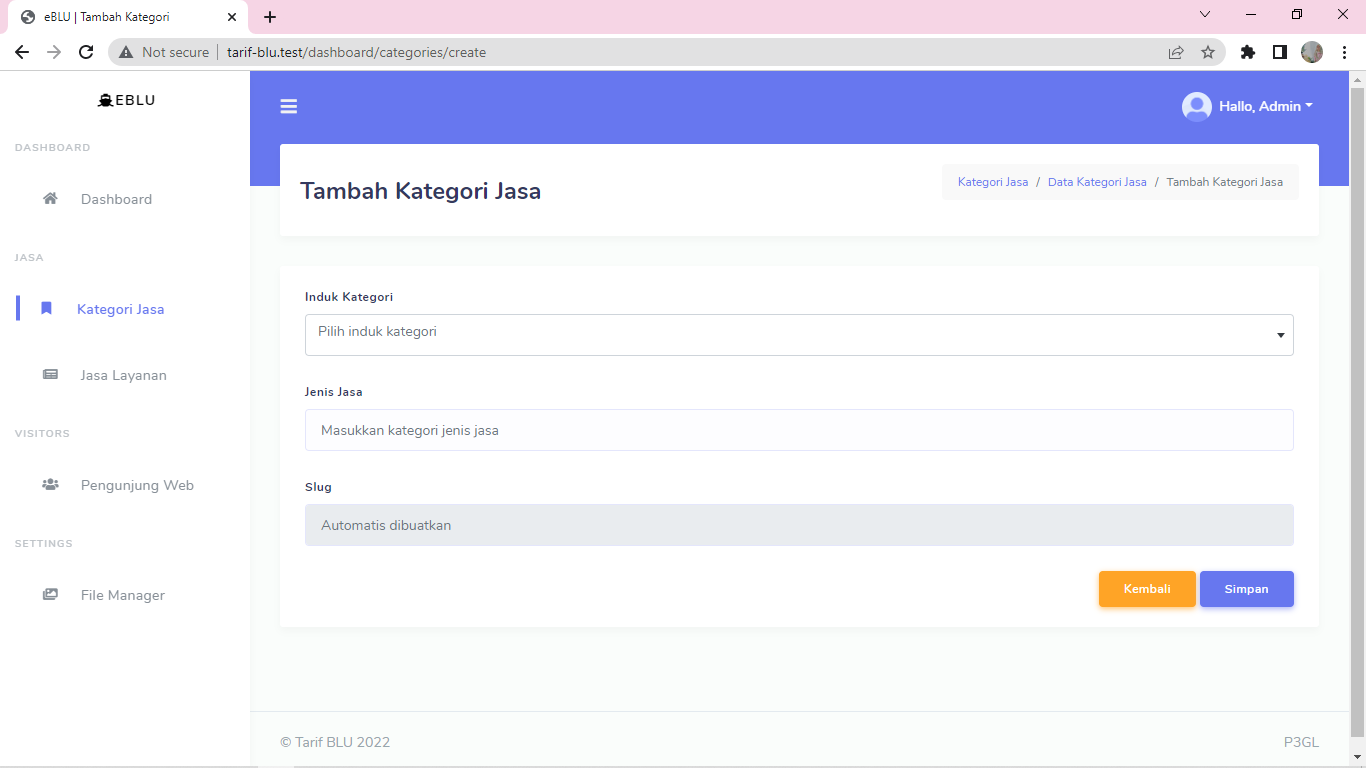 eBLU | Tambah Kategori
Not secure tarif-blu.test/dashboard/categories/create
EBLU
Hallo, Admin
DASHBOARD
Dashboard
JASA
Kategori Jasa
Jasa Layanan
VISITORS
Pengunjung Web
SETTINGS
File Manager
Tambah Kategori Jasa
Kategori Jasa / Data Kategori Jasa / Tambah Kategori Jasa
Induk Kategori
Pilih induk kategori
Jenis Jasa
Masukkan kategori jenis jasa
Slug
Automatis dibuatkan
Kembali Simpan
© Tarif BLU 2022 P3GL